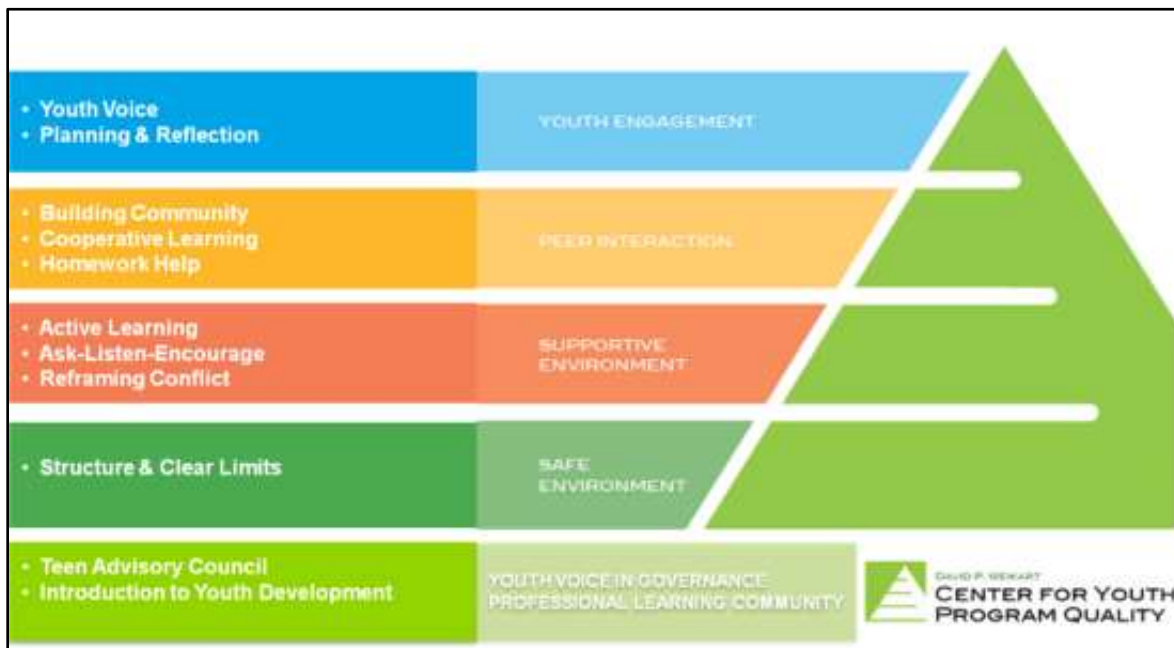 • Youth Voice
• Planning & Reflection
YOUTH ENGAGEMENT
• Building Community
• Cooperative Learning
• Homework Help
PEER INTERACTION
• Active Learning
• Ask-Listen-Encourage
• Reframing Conflict
SUPPORTIVE
ENVIRONMENT
• Structure & Clear Limits
SAFE
ENVIRONMENT
• Teen Advisory Council
• Introduction to Youth Development
YOUTH VOICE IN GOVERNANCE
PROFESSIONAL LEARNING COMMUNITY
DAVID P. WEIKART
CENTER FOR YOUTH
PROGRAM QUALITY